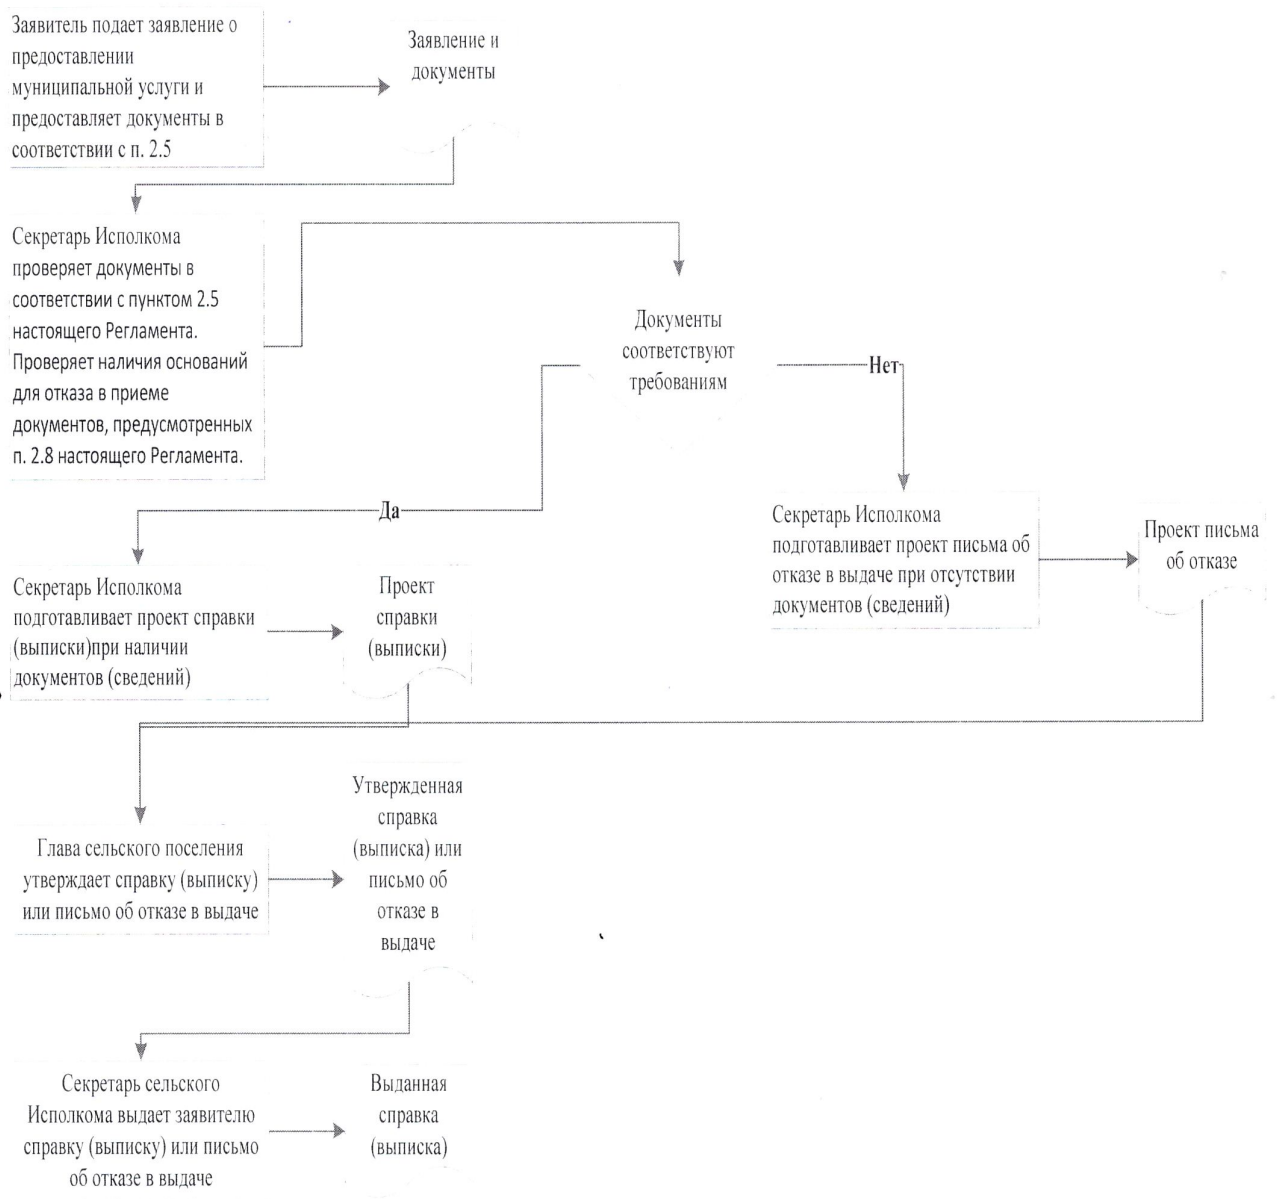 Заявитель подает заявление о
предоставлении
муниципальной услуги и
предоставляет документы в
соответствии с п. 2.5
Заявление и
документы
Секретарь Исполкома
проверяет документы в
соответствии с пунктом 2.5
настоящего Регламента.
Проверяет наличия оснований
для отказа в приеме
документов, предусмотренных
п. 2.8 настоящего Регламента.
Документы
соответствуют
требованиям
Нет
Да
Секретарь Исполкома
подготавливает проект письма об
отказе в выдаче при отсутствии
документов (сведений)
Проект письма
об отказе
Секретарь Исполкома
подготавливает проект справки
(выписки)при наличии
документов (сведений)
Проект
справки
(выписки)
Глава сельского поселения
утверждает справку (выписку)
или письмо об отказе в выдаче
Утвержденная
справка
(выписка) или
письмо об
отказе в
выдаче
Секретарь сельского
Исполкома выдает заявителю
справку (выписку) или письмо
об отказе в выдаче
Выданная
справка
(выписка)